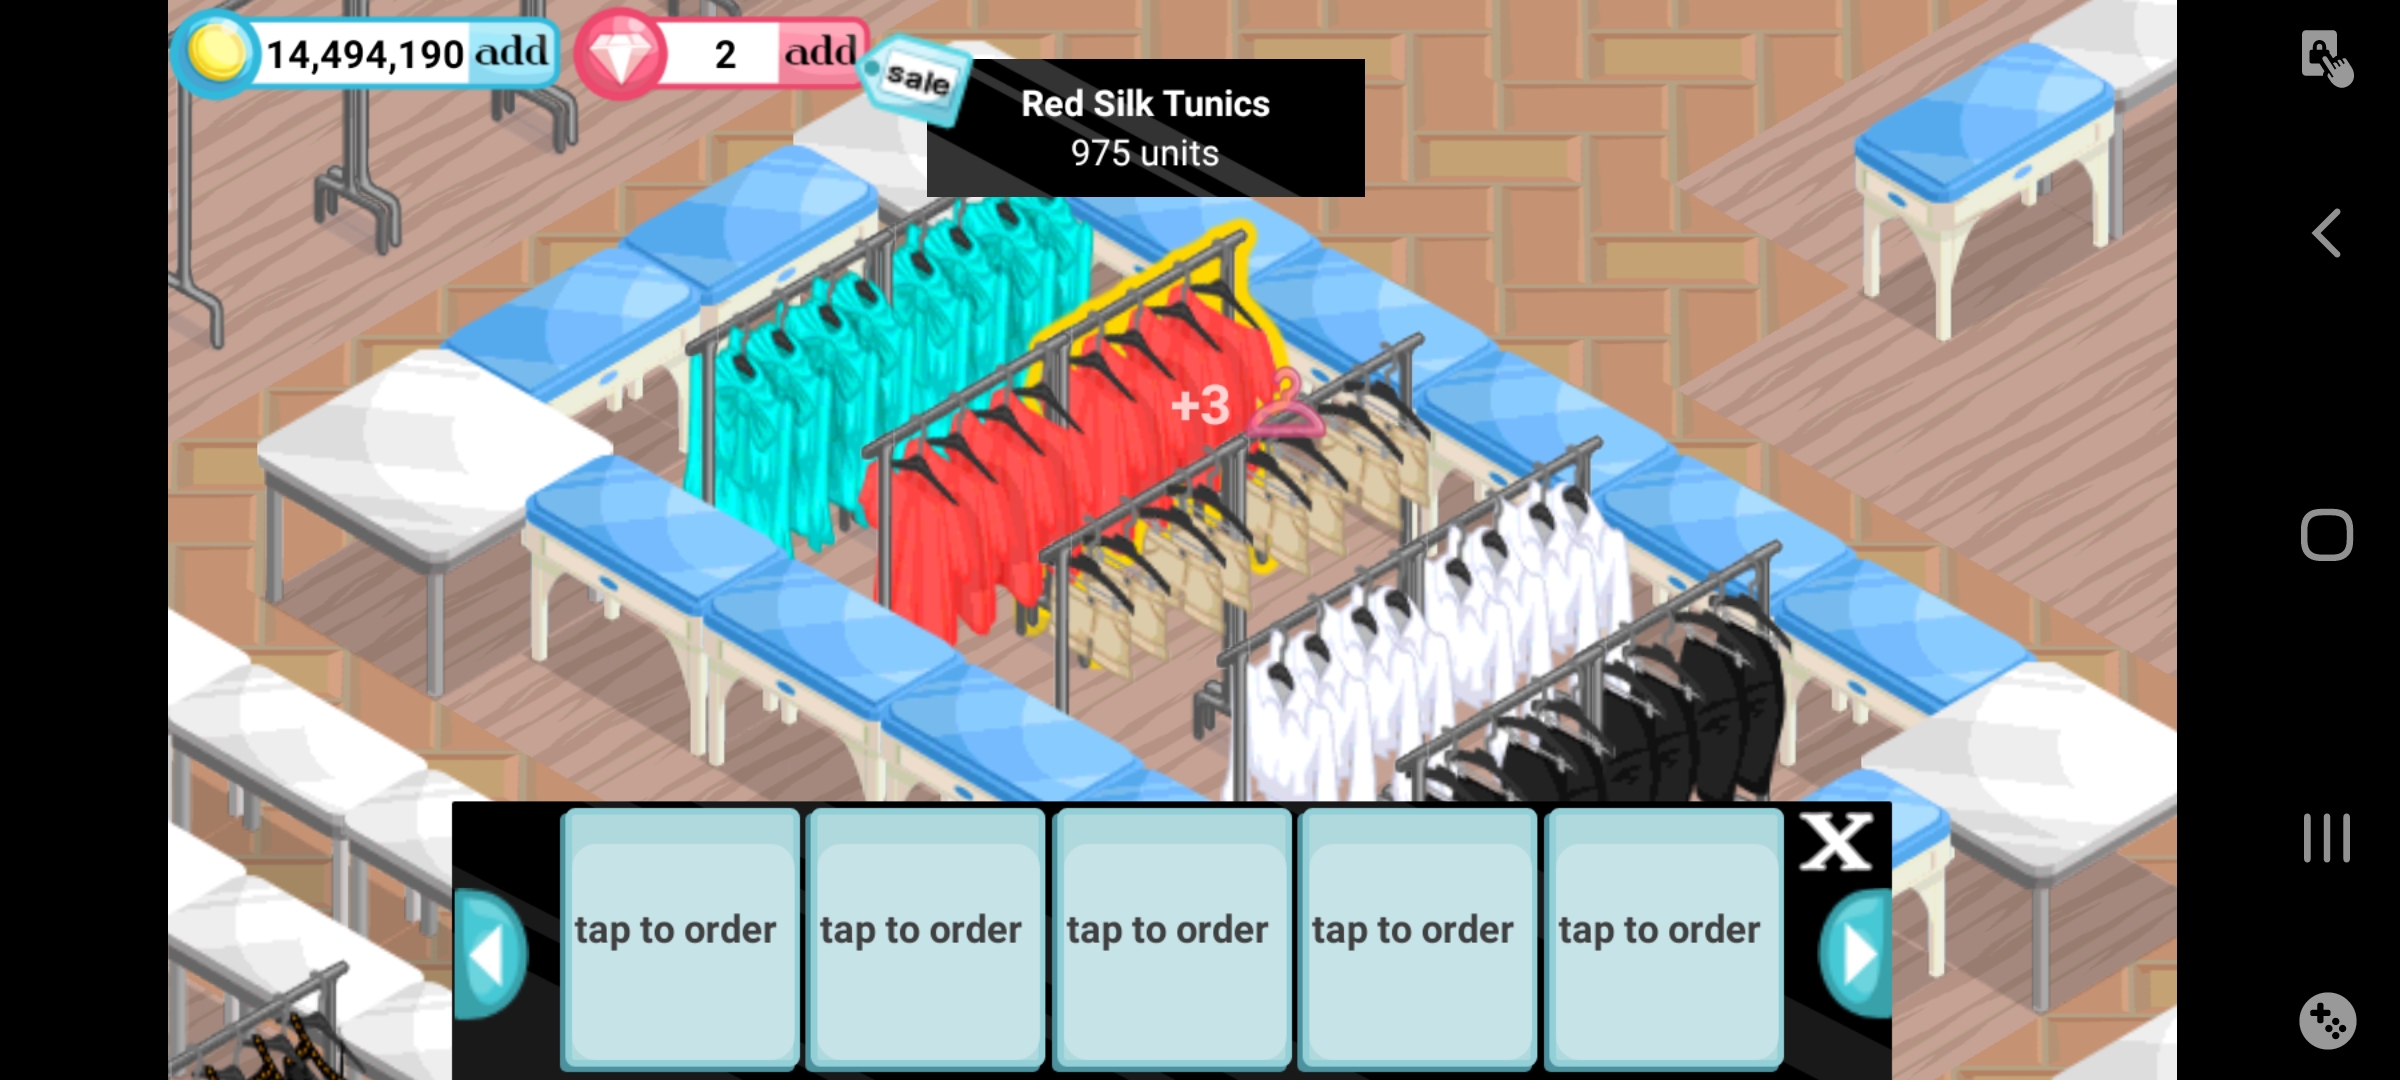 14,494,190 add
2 add
sale
Red Silk Tunics
975 units
+3
X
tap to order
tap to order
tap to order
tap to order
tap to order